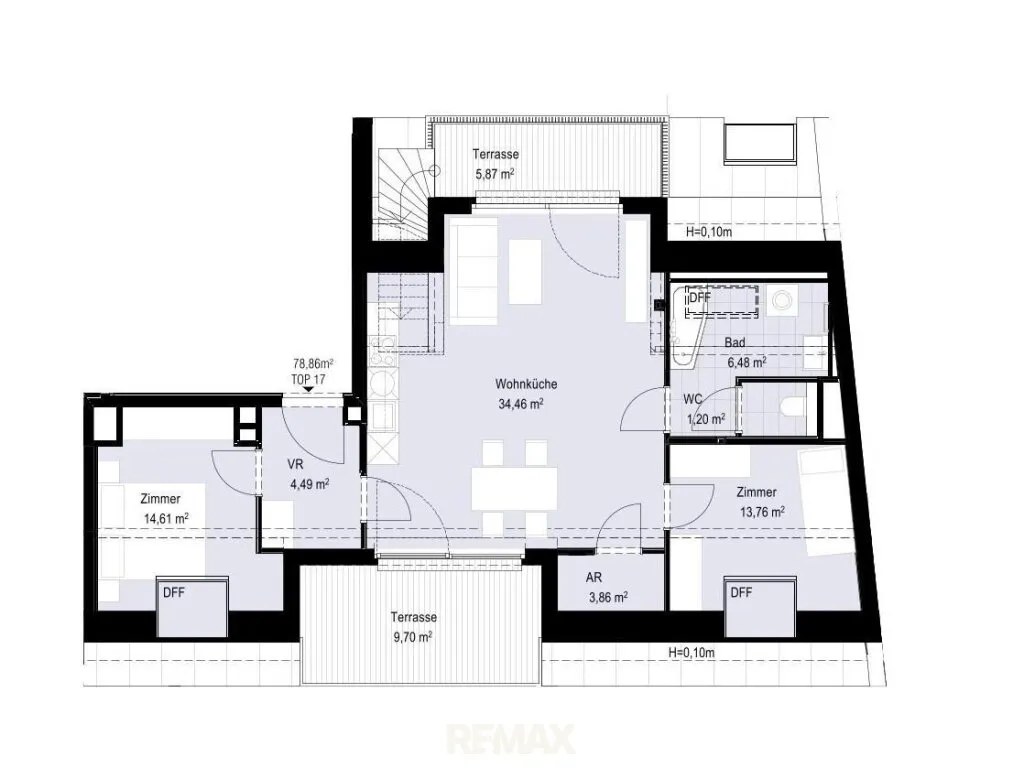 Terrasse
5,87 m²
H=0,10m
DFF
Bad
6,48 m²
78,86m²
TOP 17
Wohnküche
34,46 m²
WC
1,20 m²
VR
4,49 m²
Zimmer
14,61 m²
Zimmer
13,76 m²
AR
3,86 m²
DFF
DFF
Terrasse
9,70 m²
H=0,10m
REMAX